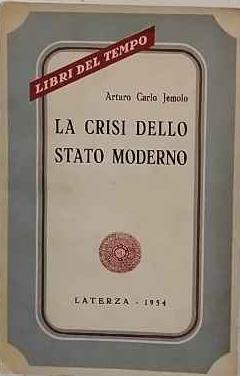 LIBRI DEL TEMPO
Arturo Carlo Jemolo
LA CRISI DELLO
STATO MODERNO
LATERZA - 1954